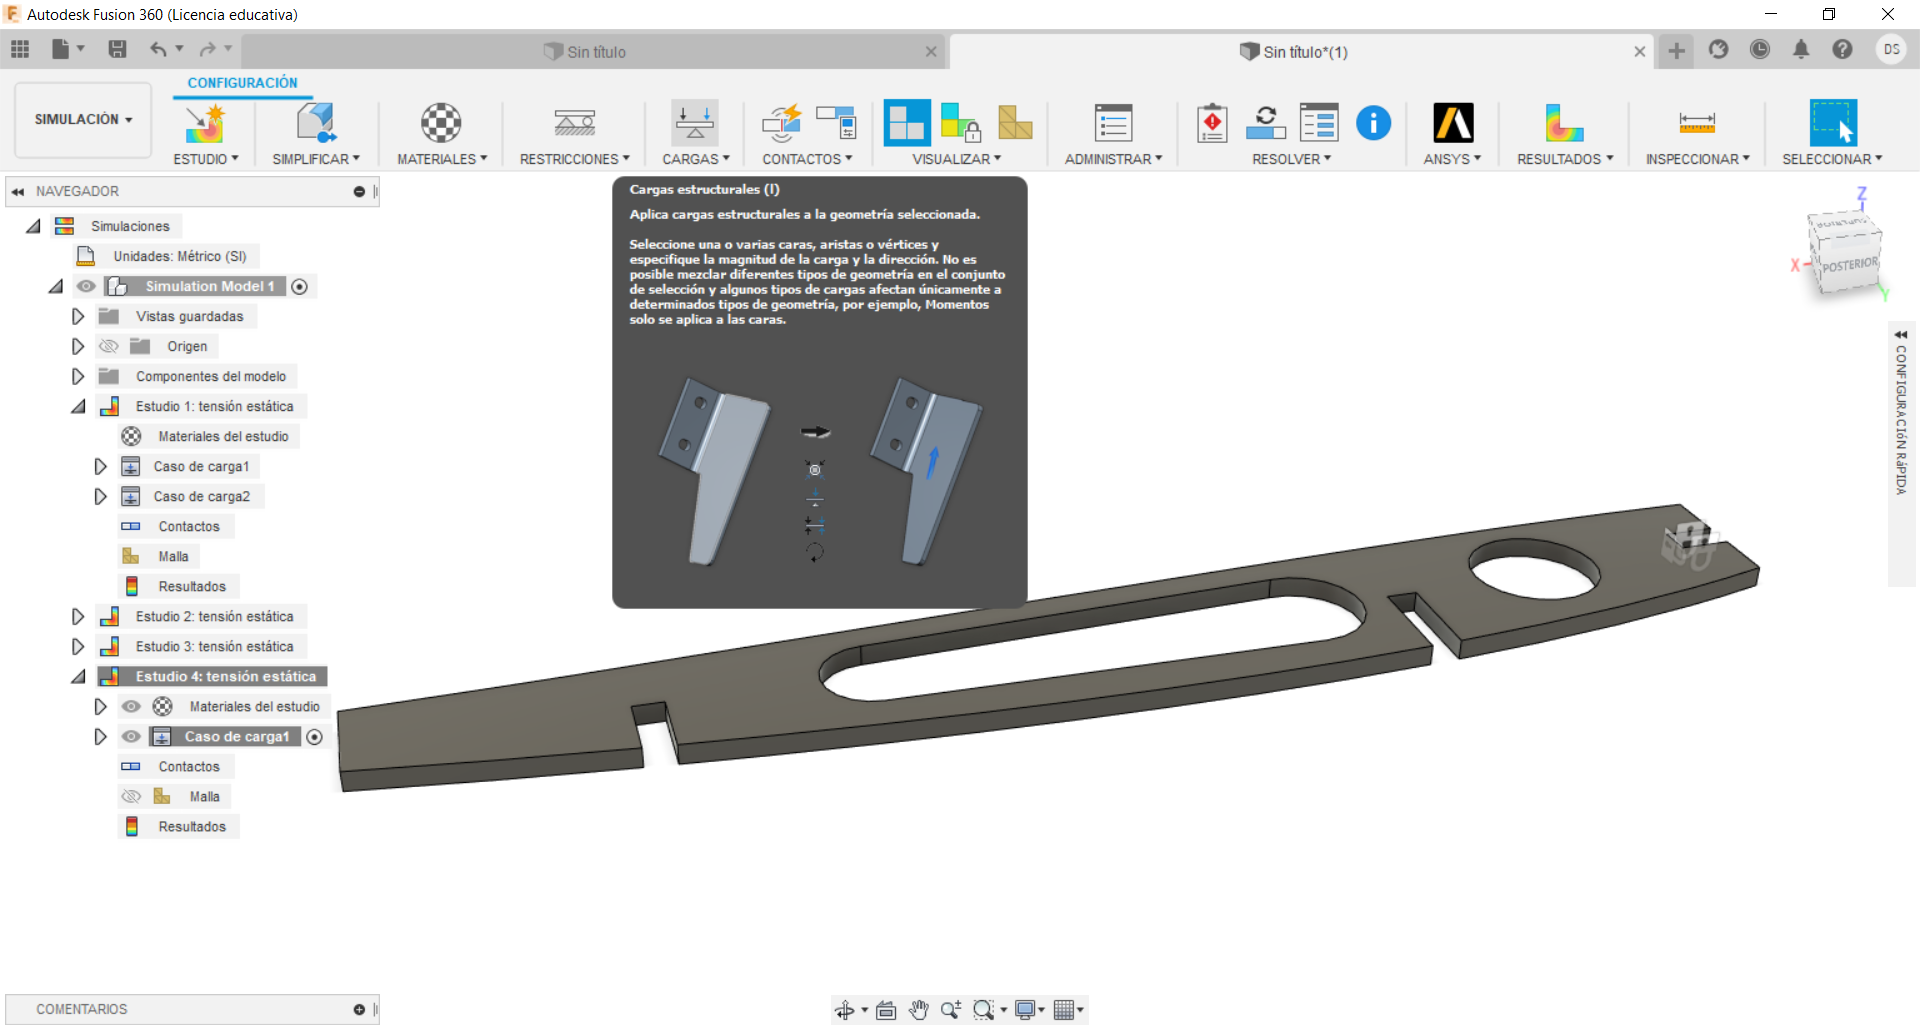 Autodesk Fusion 360 (Licencia educativa)
Sin título
Sin título*(1)
DS
CONFIGURACIÓN
SIMULACIÓN
ESTUDIO
SIMPLIFICAR
MATERIALES
RESTRICCIONES
CARGAS
CONTACTOS
VISUALIZAR
ADMINISTRAR
RESOLVER
ANSYS
RESULTADOS
INSPECCIONAR
SELECCIONAR
NAVEGADOR
Simulaciones
Unidades: Métrico (SI)
Simulation Model 1
Vistas guardadas
Origen
Componentes del modelo
Estudio 1: tensión estática
Materiales del estudio
Caso de carga1
Caso de carga2
Contactos
Malla
Resultados
Estudio 2: tensión estática
Estudio 3: tensión estática
Estudio 4: tensión estática
Materiales del estudio
Caso de carga1
Contactos
Malla
Resultados
Cargas estructurales (l)
Aplica cargas estructurales a la geometría seleccionada.
Seleccione una o varias caras, aristas o vértices y
especifique la magnitud de la carga y la dirección. No es
posible mezclar diferentes tipos de geometría en el conjunto
de selección y algunos tipos de cargas afectan únicamente a
determinados tipos de geometría, por ejemplo, Momentos
solo se aplica a las caras.
Z
SUPERIOR
X
POSTERIOR
Y
CONFIGURACIóN RáPIDA
COMENTARIOS